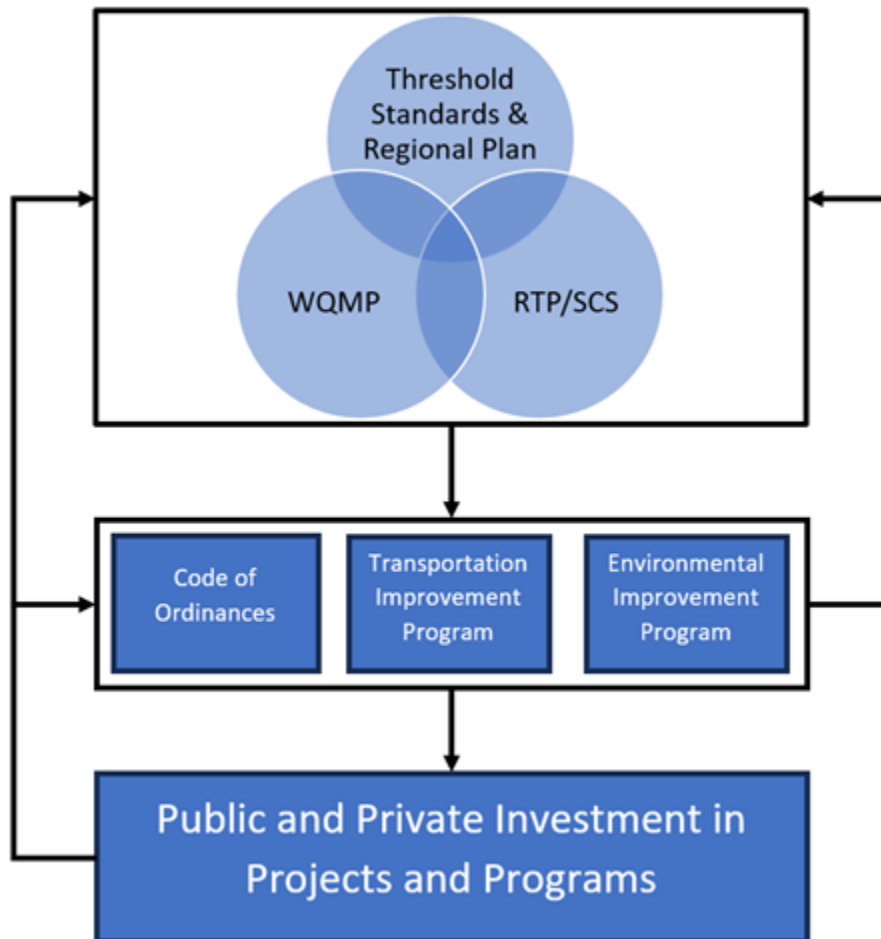 Threshold
Standards &
Regional Plan
WQMP
RTP/SCS
Code of
Ordinances
Transportation
Improvement
Program
Environmental
Improvement
Program
Public and Private Investment in
Projects and Programs